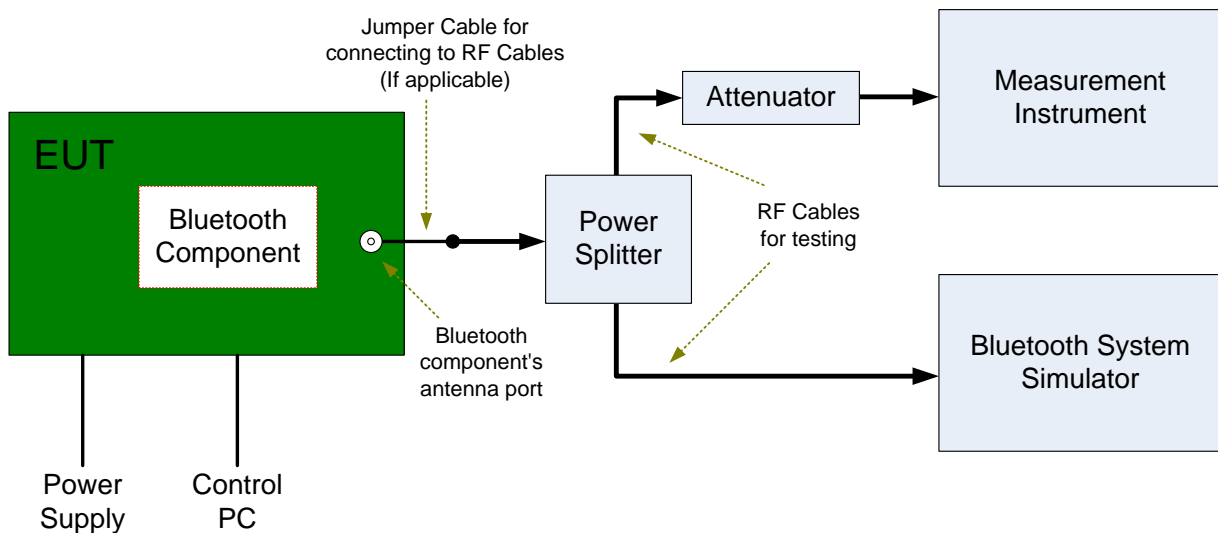 Jumper Cable for
connecting to RF Cables
(If applicable)
Attenuator
Measurement
Instrument
EUT
Bluetooth
Component
Power
Splitter
RF Cables
for testing
Bluetooth
component's
antenna port
Bluetooth System
Simulator
Power
Supply
Control
PC